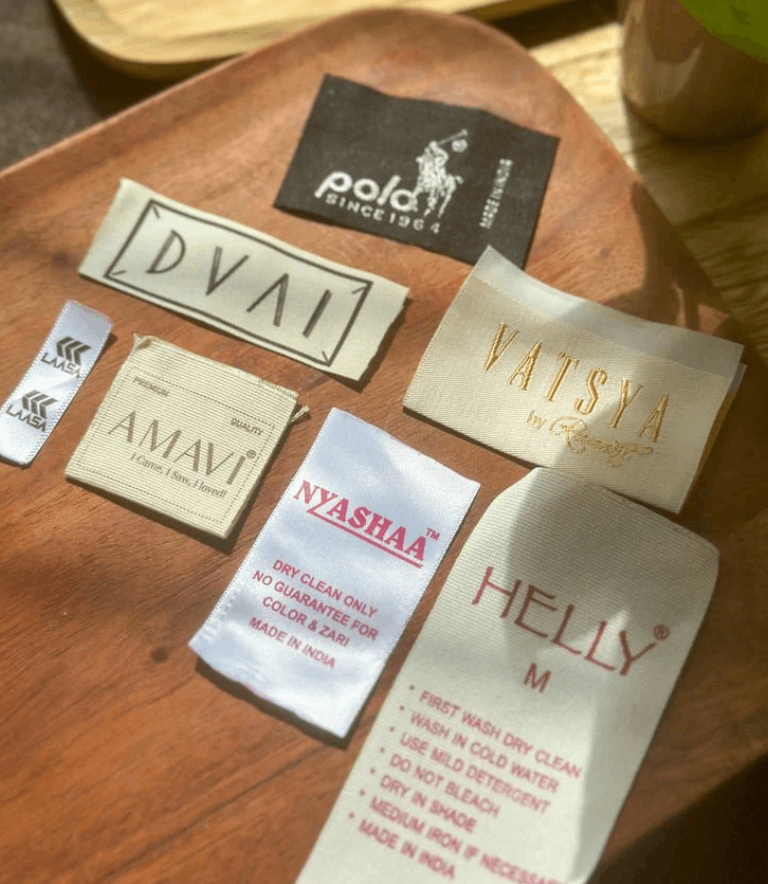 polo
SINCE 1964
MADE IN INDIA
DVAI
VATSYA
by
LAASA
LAASA
PREMIUM
QUALITY
AMAVI®
I Came, I Saw, I loved!
NYASHAA™
DRY CLEAN ONLY
NO GUARANTEE FOR
COLOR & ZARI
MADE IN INDIA
HELLY®
M
• FIRST WASH DRY CLEAN
• WASH IN COLD WATER
• USE MILD DETERGENT
• DO NOT BLEACH
• DRY IN SHADE
• MEDIUM IRON IF NECESSA
• MADE IN INDIA